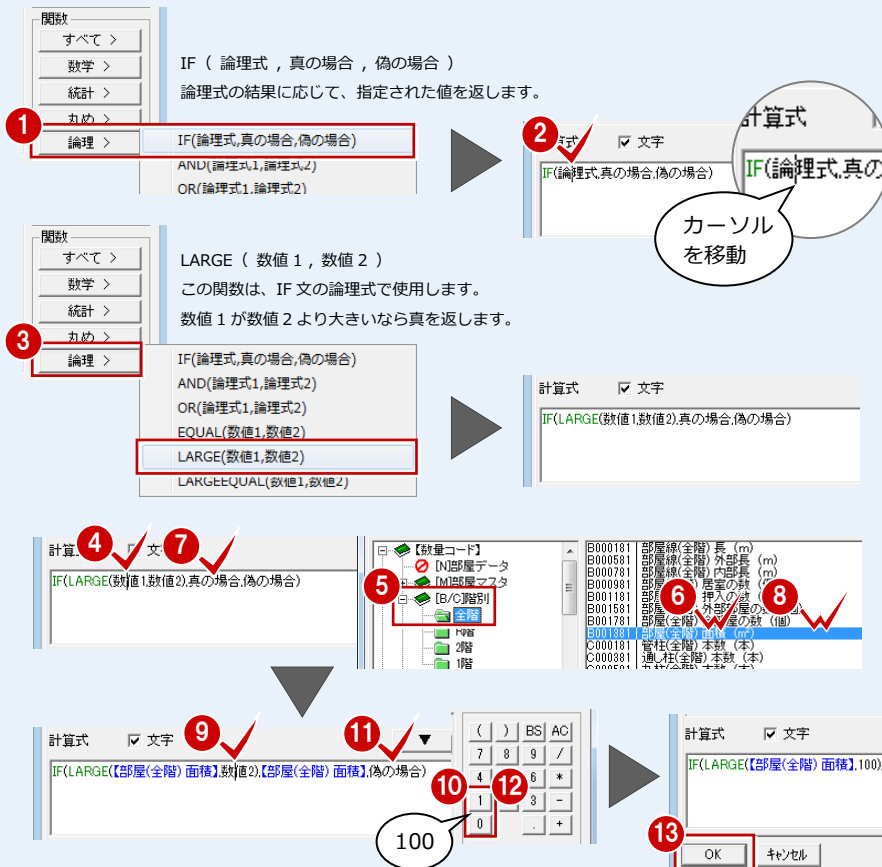 関数
すべて >
数学 >
統計 >
丸め >
論理 >
IF ( 論理式 , 真の場合 , 偽の場合 )
論理式の結果に応じて、指定された値を返します。
1
IF(論理式,真の場合,偽の場合)
AND(論理式1,論理式2)
OR(論理式1,論理式2)
2
文字
IF(論理式,真の場合,偽の場合)
計算式
IF(論理式,真の
カーソル
を移動
関数
すべて >
数学 >
統計 >
丸め >
論理 >
LARGE ( 数値 1 , 数値 2 )
この関数は、IF 文の論理式で使用します。
数値 1 が数値 2 より大きいなら真を返します。
3
IF(論理式,真の場合,偽の場合)
AND(論理式1,論理式2)
OR(論理式1,論理式2)
EQUAL(数値1,数値2)
LARGE(数値1,数値2)
LARGEEQUAL(数値1,数値2)
計算式 文字
IF(LARGE(数値1,数値2),真の場合,偽の場合)
4
7
IF(LARGE(数値1,数値2),真の場合,偽の場合)
5
【数量コード】
[N]部屋データ
[M]部屋マスタ
[B/C]階別
全階
R階
2階
1階
6
8
B000181 部屋線(全階) 長 (m)
B000581 部屋線(全階) 外部長 (m)
B000781 部屋線(全階) 内部長 (m)
B000981
B001181
B001581
B001781
B001881 部屋(全階) 面積 (㎡)
C000181 管柱(全階) 本数 (本)
C000381 通し柱(全階) 本数 (本)
計算式 文字
9
11
▼
IF(LARGE(【部屋(全階) 面積】,数値2),【部屋(全階) 面積】,偽の場合)
( ) BS AC
7 8 9 /
4 6 *
1 3 -
0 . +
10
12
100
計算式 文字
IF(LARGE(【部屋(全階) 面積】,100),
13
OK キャンセル